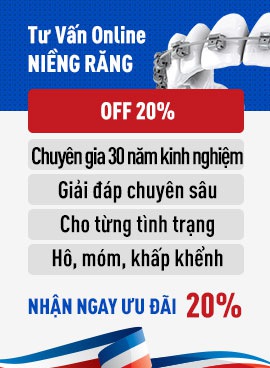 Tư Vấn Online
NIỀNG RĂNG
OFF 20%
Chuyên gia 30 năm kinh nghiệm
Giải đáp chuyên sâu
Cho từng tình trạng
Hô, móm, khấp khểnh
NHẬN NGAY ƯU ĐÃI 20%